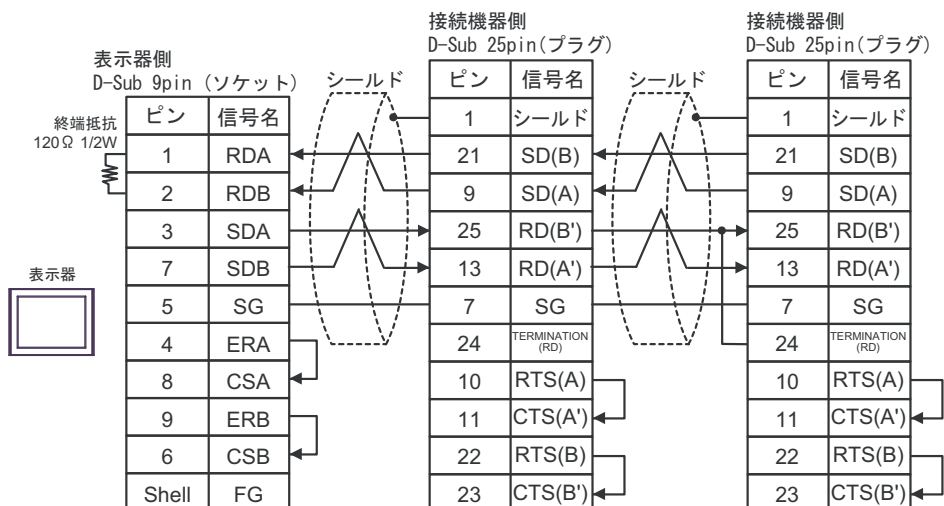 表示器側
D-Sub 9pin (ソケット)
終端抵抗
120Ω 1/2W
ピン 信号名
1 RDA
2 RDB
3 SDA
7 SDB
5 SG
4 ERA
8 CSA
9 ERB
6 CSB
Shell FG
表示器
シールド
接続機器側
D-Sub 25pin(プラグ)
ピン 信号名
1 シールド
21 SD(B)
9 SD(A)
25 RD(B')
13 RD(A')
7 SG
24 TERMINATION (RD)
10 RTS(A)
11 CTS(A')
22 RTS(B)
23 CTS(B')
シールド
接続機器側
D-Sub 25pin(プラグ)
ピン 信号名
1 シールド
21 SD(B)
9 SD(A)
25 RD(B')
13 RD(A')
7 SG
24 TERMINATION (RD)
10 RTS(A)
11 CTS(A')
22 RTS(B)
23 CTS(B')